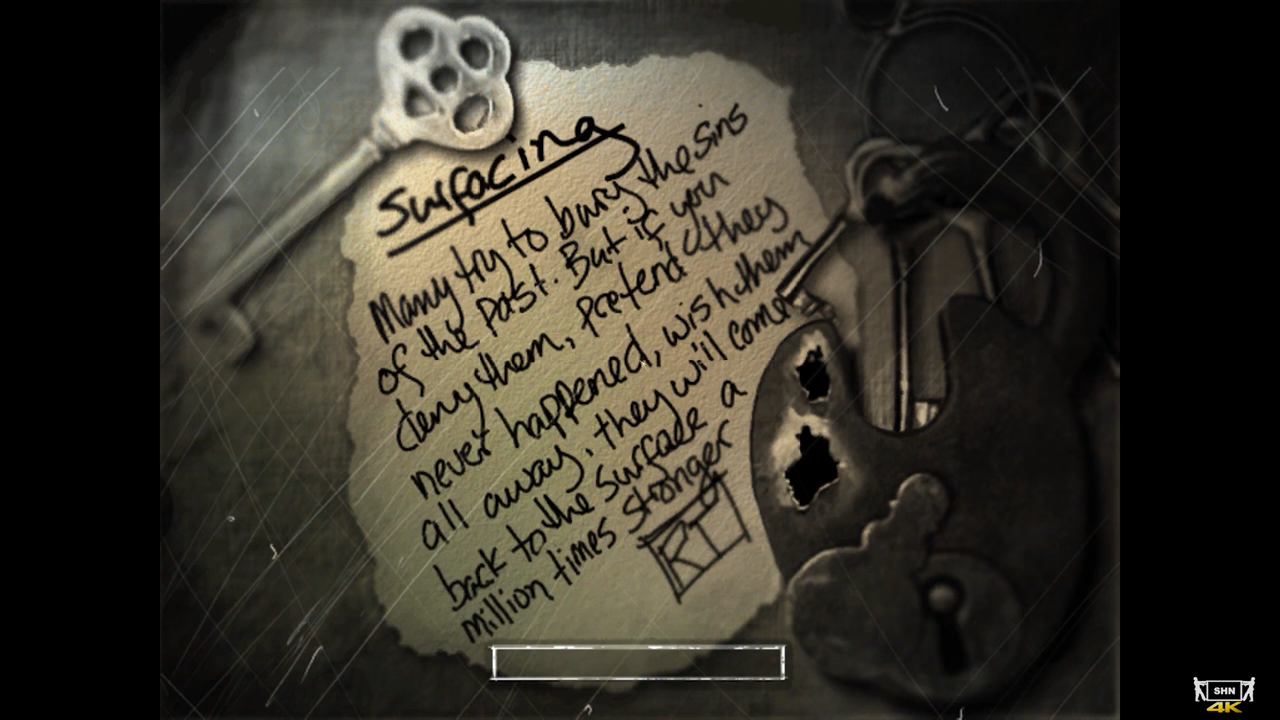 Surfacing
Many try to bury the sins
of the past. But if you
deny them, pretend they
never happened, wish them
all away, they will come
back to the surface a
million times stronger
RI
SHN
4K